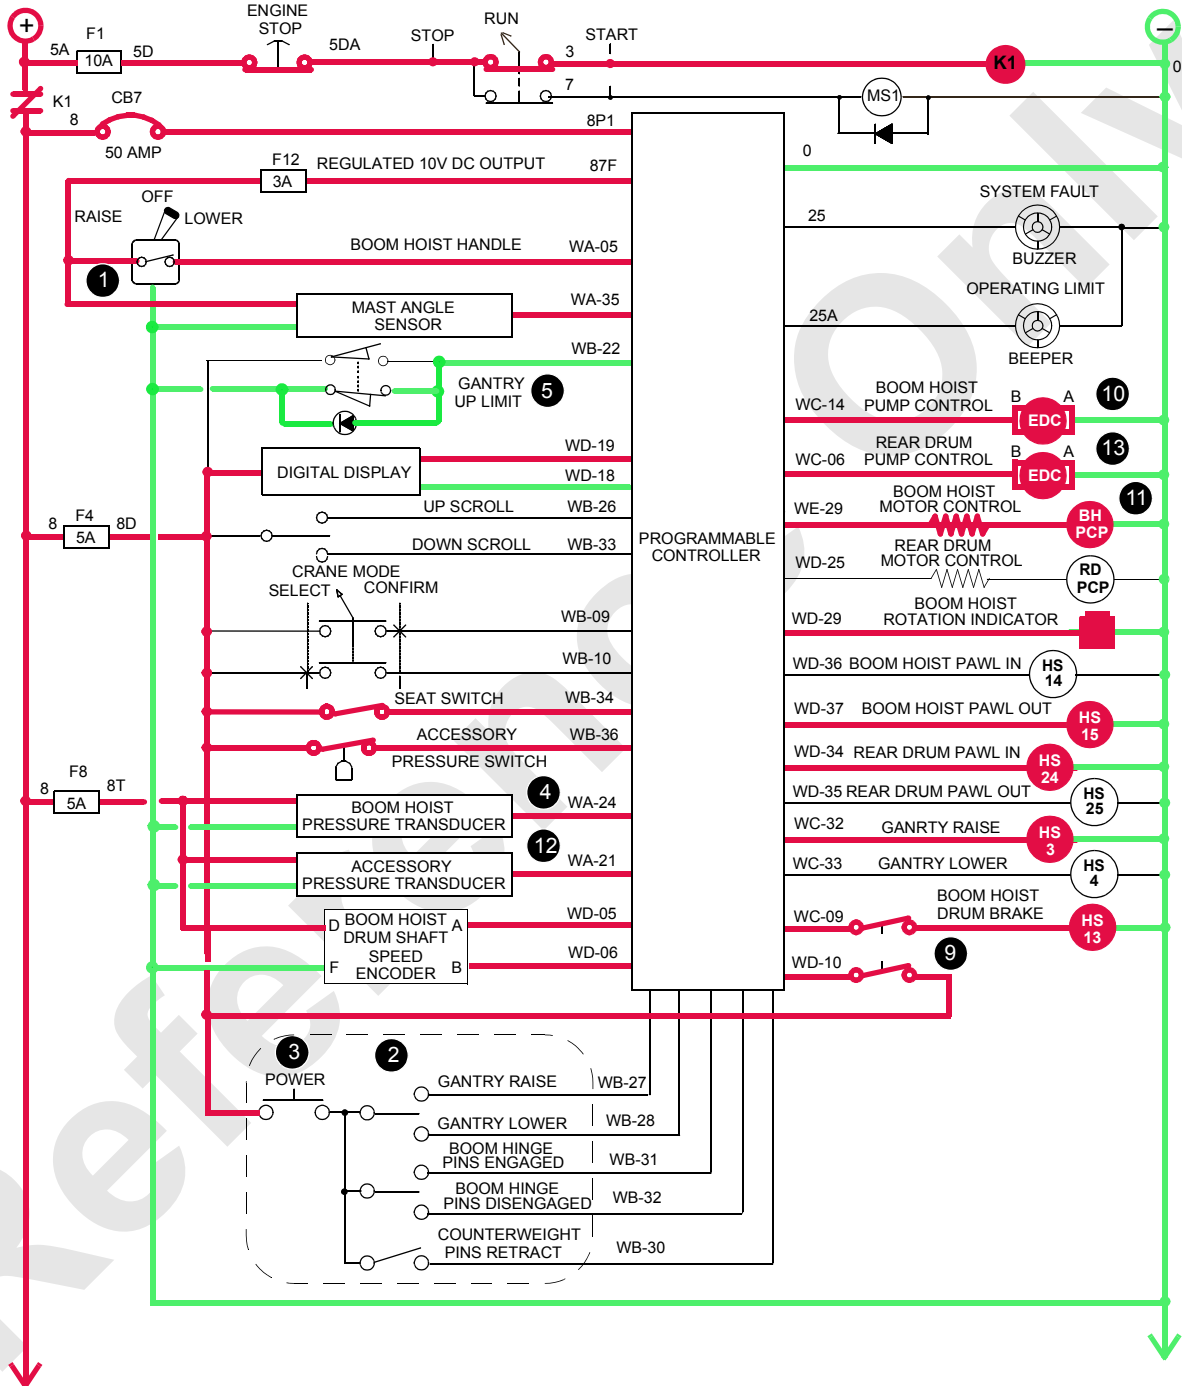 ENGINE
STOP
RUN
STOP
START
F1
5A
10A
5D
5DA
3
K1
0
7
MS1
K1
8
CB7
50 AMP
8P1
0
F12
3A
REGULATED 10V DC OUTPUT
87F
OFF
RAISE
LOWER
BOOM HOIST HANDLE
WA-05
1
MAST ANGLE
SENSOR
WA-35
WB-22
GANTRY
UP LIMIT
5
DIGITAL DISPLAY
WD-19
WD-18
UP SCROLL
WB-26
DOWN SCROLL
WB-33
8
F4
5A
8D
CRANE MODE
SELECT
CONFIRM
WB-09
WB-10
SEAT SWITCH
WB-34
ACCESSORY
PRESSURE SWITCH
WB-36
8
F8
5A
8T
BOOM HOIST
PRESSURE TRANSDUCER
4
WA-24
ACCESSORY
PRESSURE TRANSDUCER
12
WA-21
D
BOOM HOIST
DRUM SHAFT
SPEED
ENCODER
A
F
B
WD-05
WD-06
PROGRAMMABLE
CONTROLLER
25
SYSTEM FAULT
BUZZER
OPERATING LIMIT
25A
BEEPER
WC-14
BOOM HOIST
PUMP CONTROL
B
EDC
A
10
WC-06
REAR DRUM
PUMP CONTROL
B
EDC
A
13
WE-29
BOOM HOIST
MOTOR CONTROL
BH
PCP
11
WD-25
REAR DRUM
MOTOR CONTROL
RD
PCP
WD-29
BOOM HOIST
ROTATION INDICATOR
WD-36
BOOM HOIST PAWL IN
HS
14
WD-37
BOOM HOIST PAWL OUT
HS
15
WD-34
REAR DRUM PAWL IN
HS
24
WD-35
REAR DRUM PAWL OUT
HS
25
WC-32
GANRTY RAISE
HS
3
WC-33
GANTRY LOWER
HS
4
WC-09
BOOM HOIST
DRUM BRAKE
HS
13
WD-10
9
3
POWER
2
GANTRY RAISE
WB-27
GANTRY LOWER
WB-28
BOOM HINGE
PINS ENGAGED
WB-31
BOOM HINGE
PINS DISENGAGED
WB-32
COUNTERWEIGHT
PINS RETRACT
WB-30
Reference Only